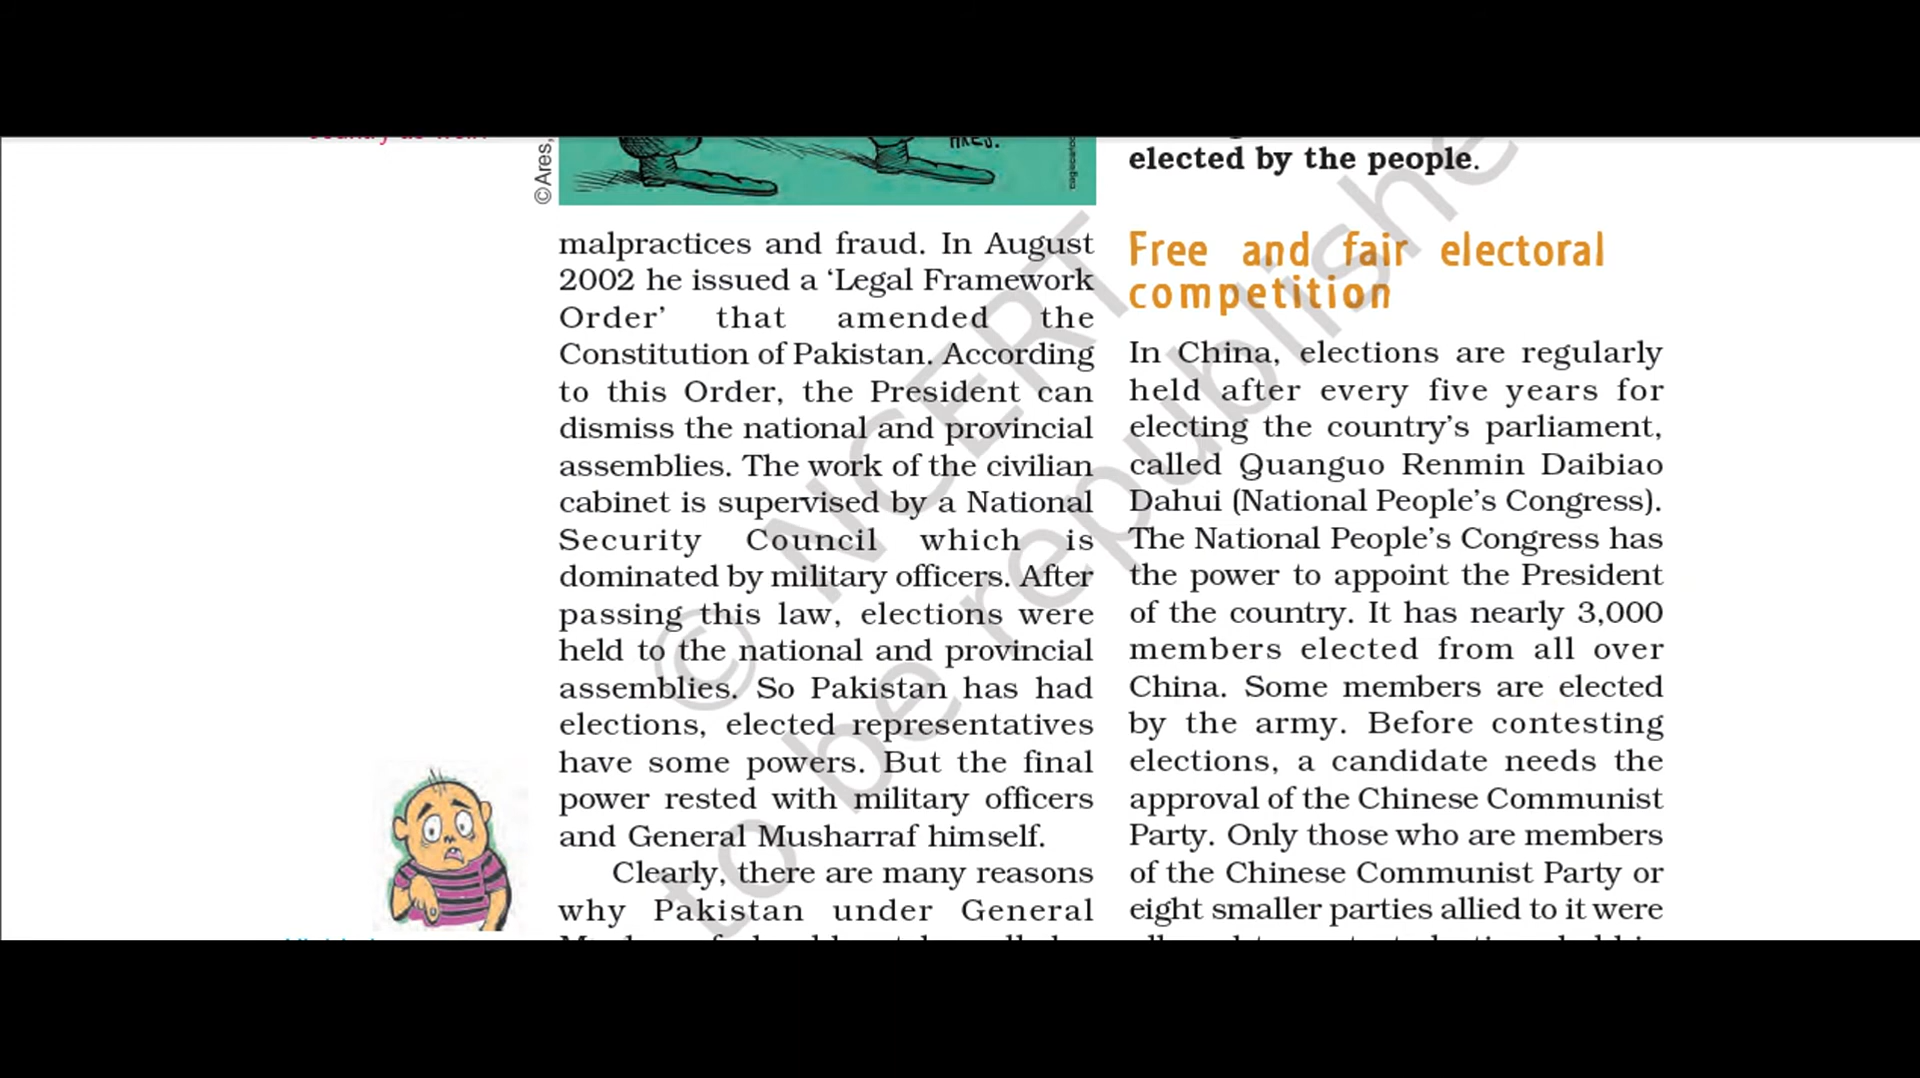 ©Ares,
malpractices and fraud. In August
2002 he issued a ‘Legal Framework
Order’ that amended the
Constitution of Pakistan. According
to this Order, the President can
dismiss the national and provincial
assemblies. The work of the civilian
cabinet is supervised by a National
Security Council which is
dominated by military officers. After
passing this law, elections were
held to the national and provincial
assemblies. So Pakistan has had
elections, elected representatives
have some powers. But the final
power rested with military officers
and General Musharraf himself.
Clearly, there are many reasons
why Pakistan under General
elected by the people.
Free and fair electoral
competition
In China, elections are regularly
held after every five years for
electing the country’s parliament,
called Quanguo Renmin Daibiao
Dahui (National People’s Congress).
The National People’s Congress has
the power to appoint the President
of the country. It has nearly 3,000
members elected from all over
China. Some members are elected
by the army. Before contesting
elections, a candidate needs the
approval of the Chinese Communist
Party. Only those who are members
of the Chinese Communist Party or
eight smaller parties allied to it were
© NCERT
to be republishe